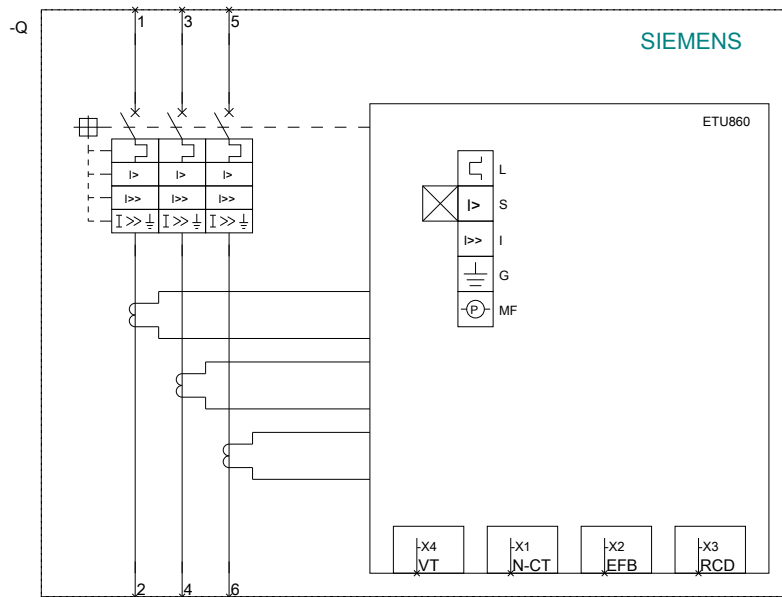 -Q
1 3 5
SIEMENS
ETU860
L
I> I> I>
I> S
I>> I>> I>>
I>> I
I>> I>> I>>
G
P MF
-X4 -X1 -X2 -X3
VT N-CT EFB RCD
2 4 6